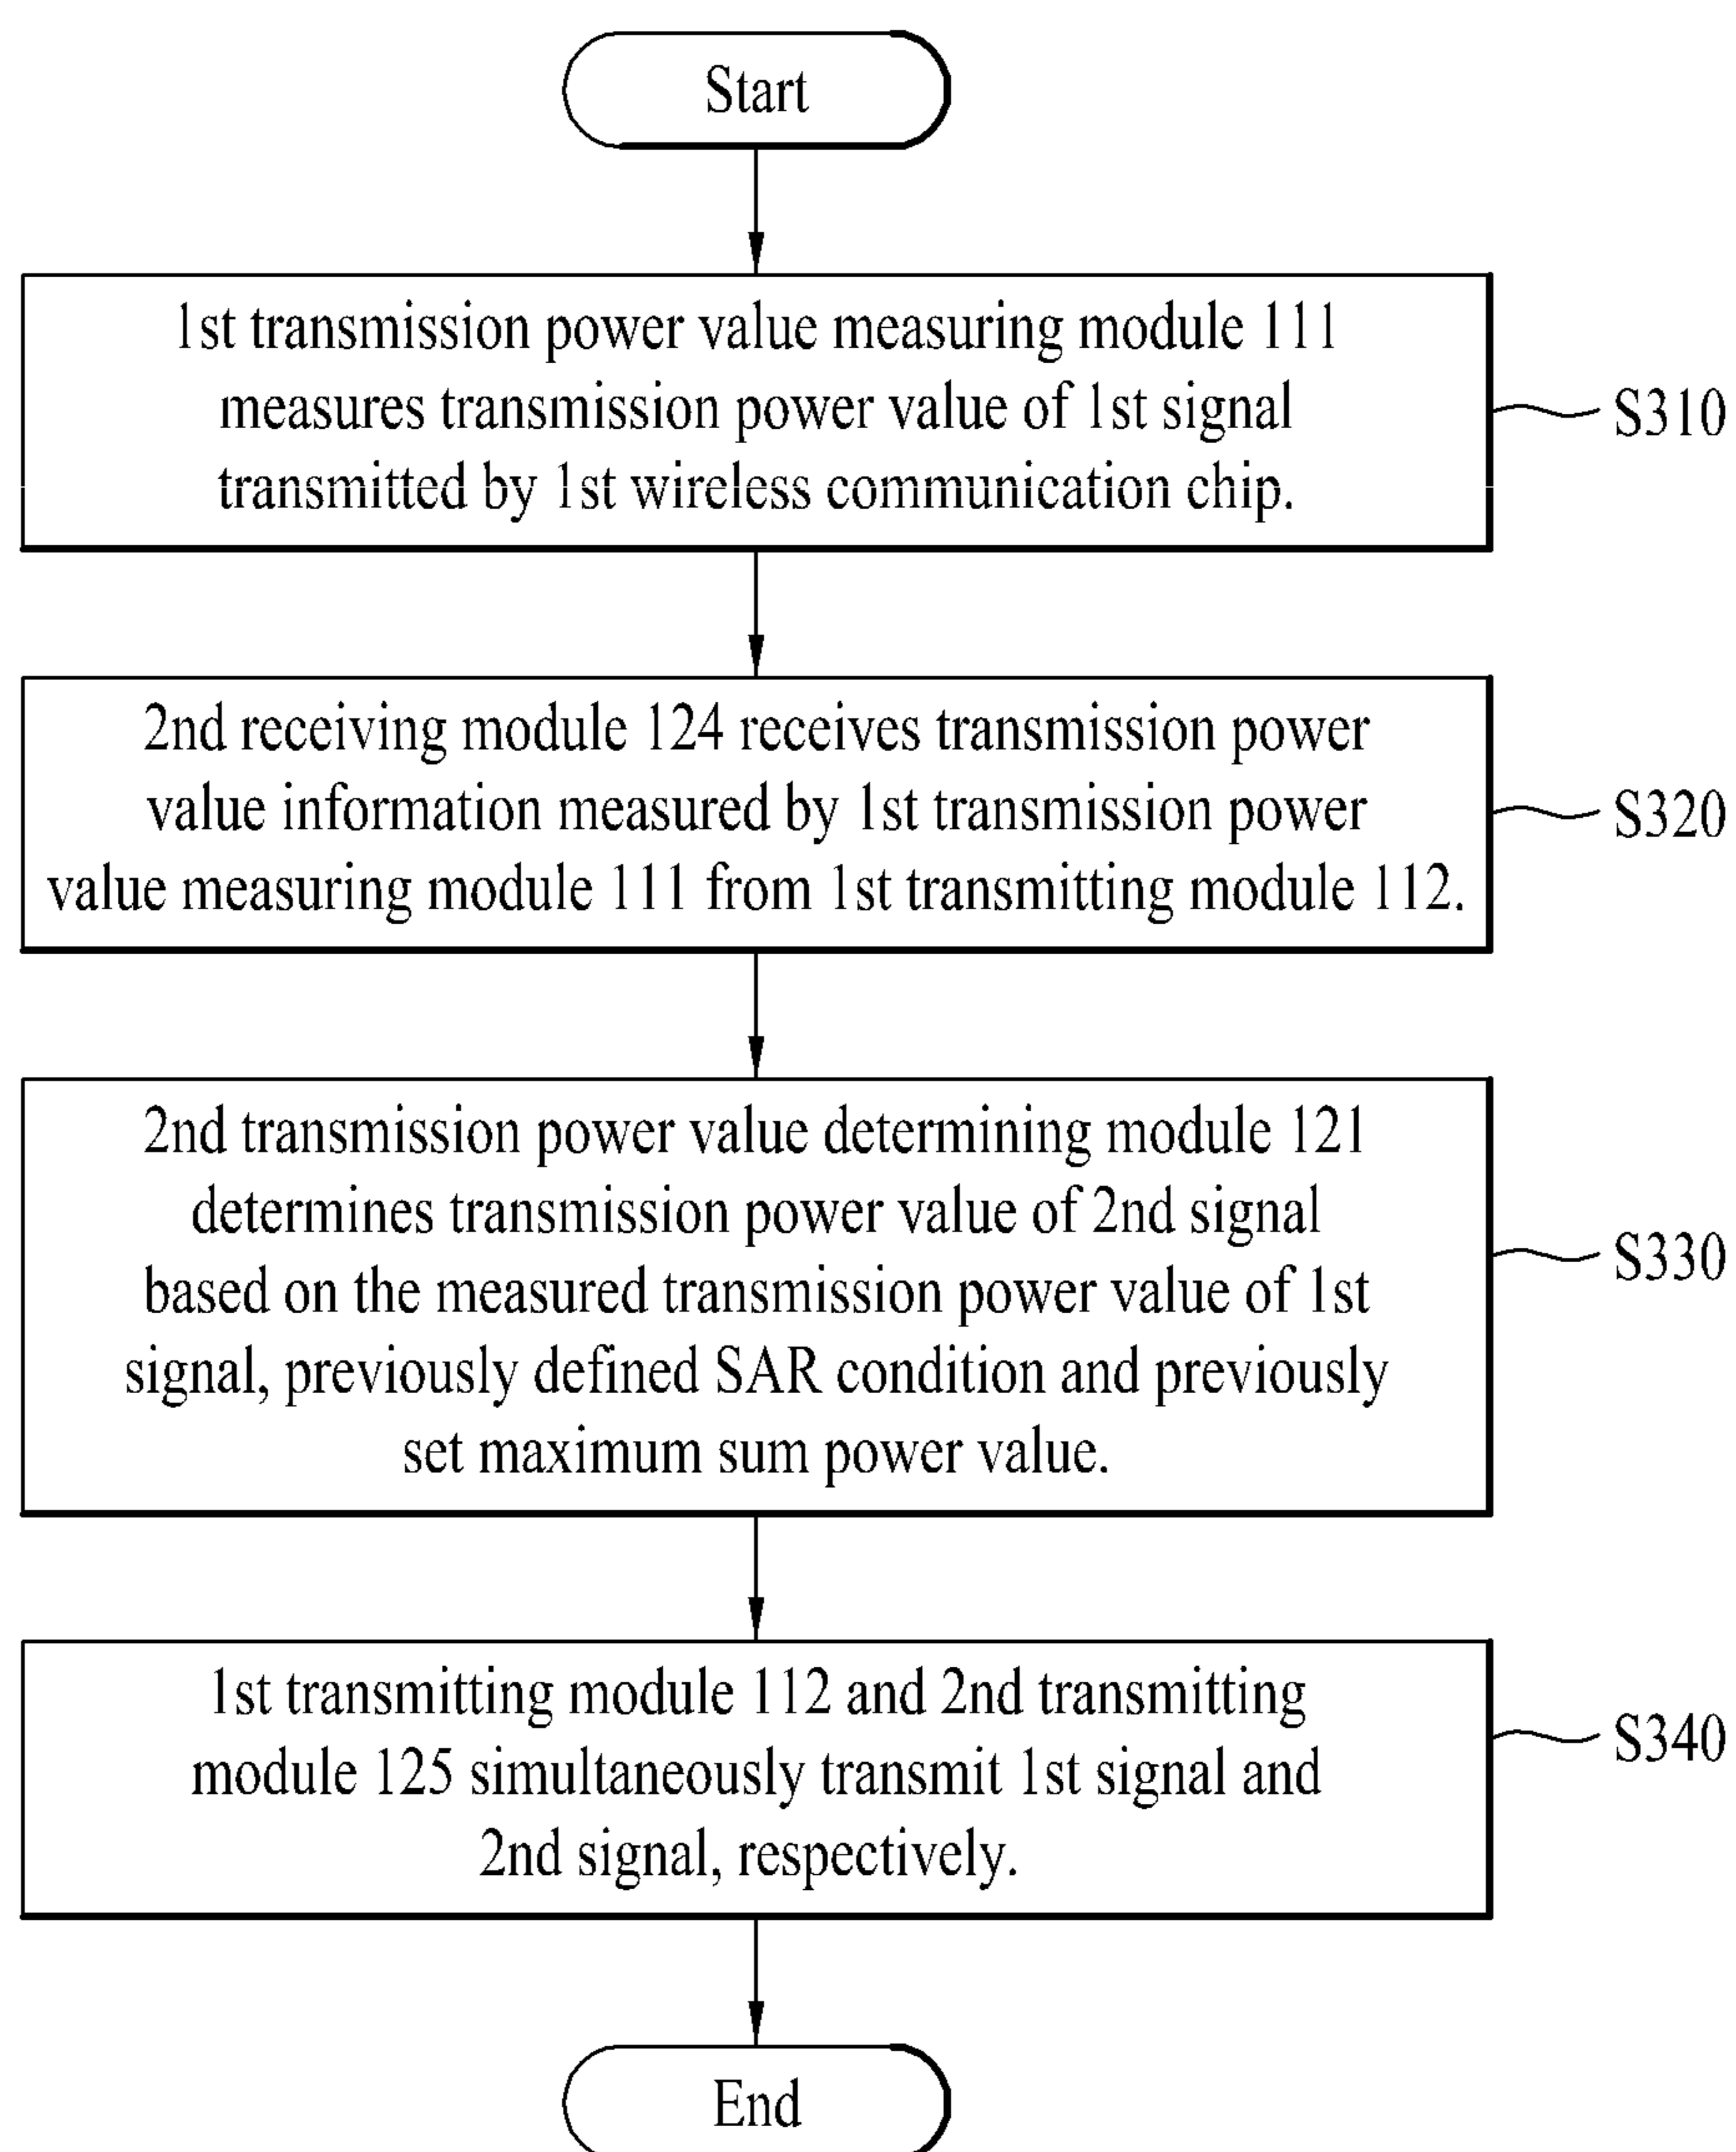 Start
1st transmission power value measuring module 111
measures transmission power value of 1st signal
transmitted by 1st wireless communication chip.
S310
2nd receiving module 124 receives transmission power
value information measured by 1st transmission power
value measuring module 111 from 1st transmitting module 112.
S320
2nd transmission power value determining module 121
determines transmission power value of 2nd signal
based on the measured transmission power value of 1st
signal, previously defined SAR condition and previously
set maximum sum power value.
S330
1st transmitting module 112 and 2nd transmitting
module 125 simultaneously transmit 1st signal and
2nd signal, respectively.
S340
End